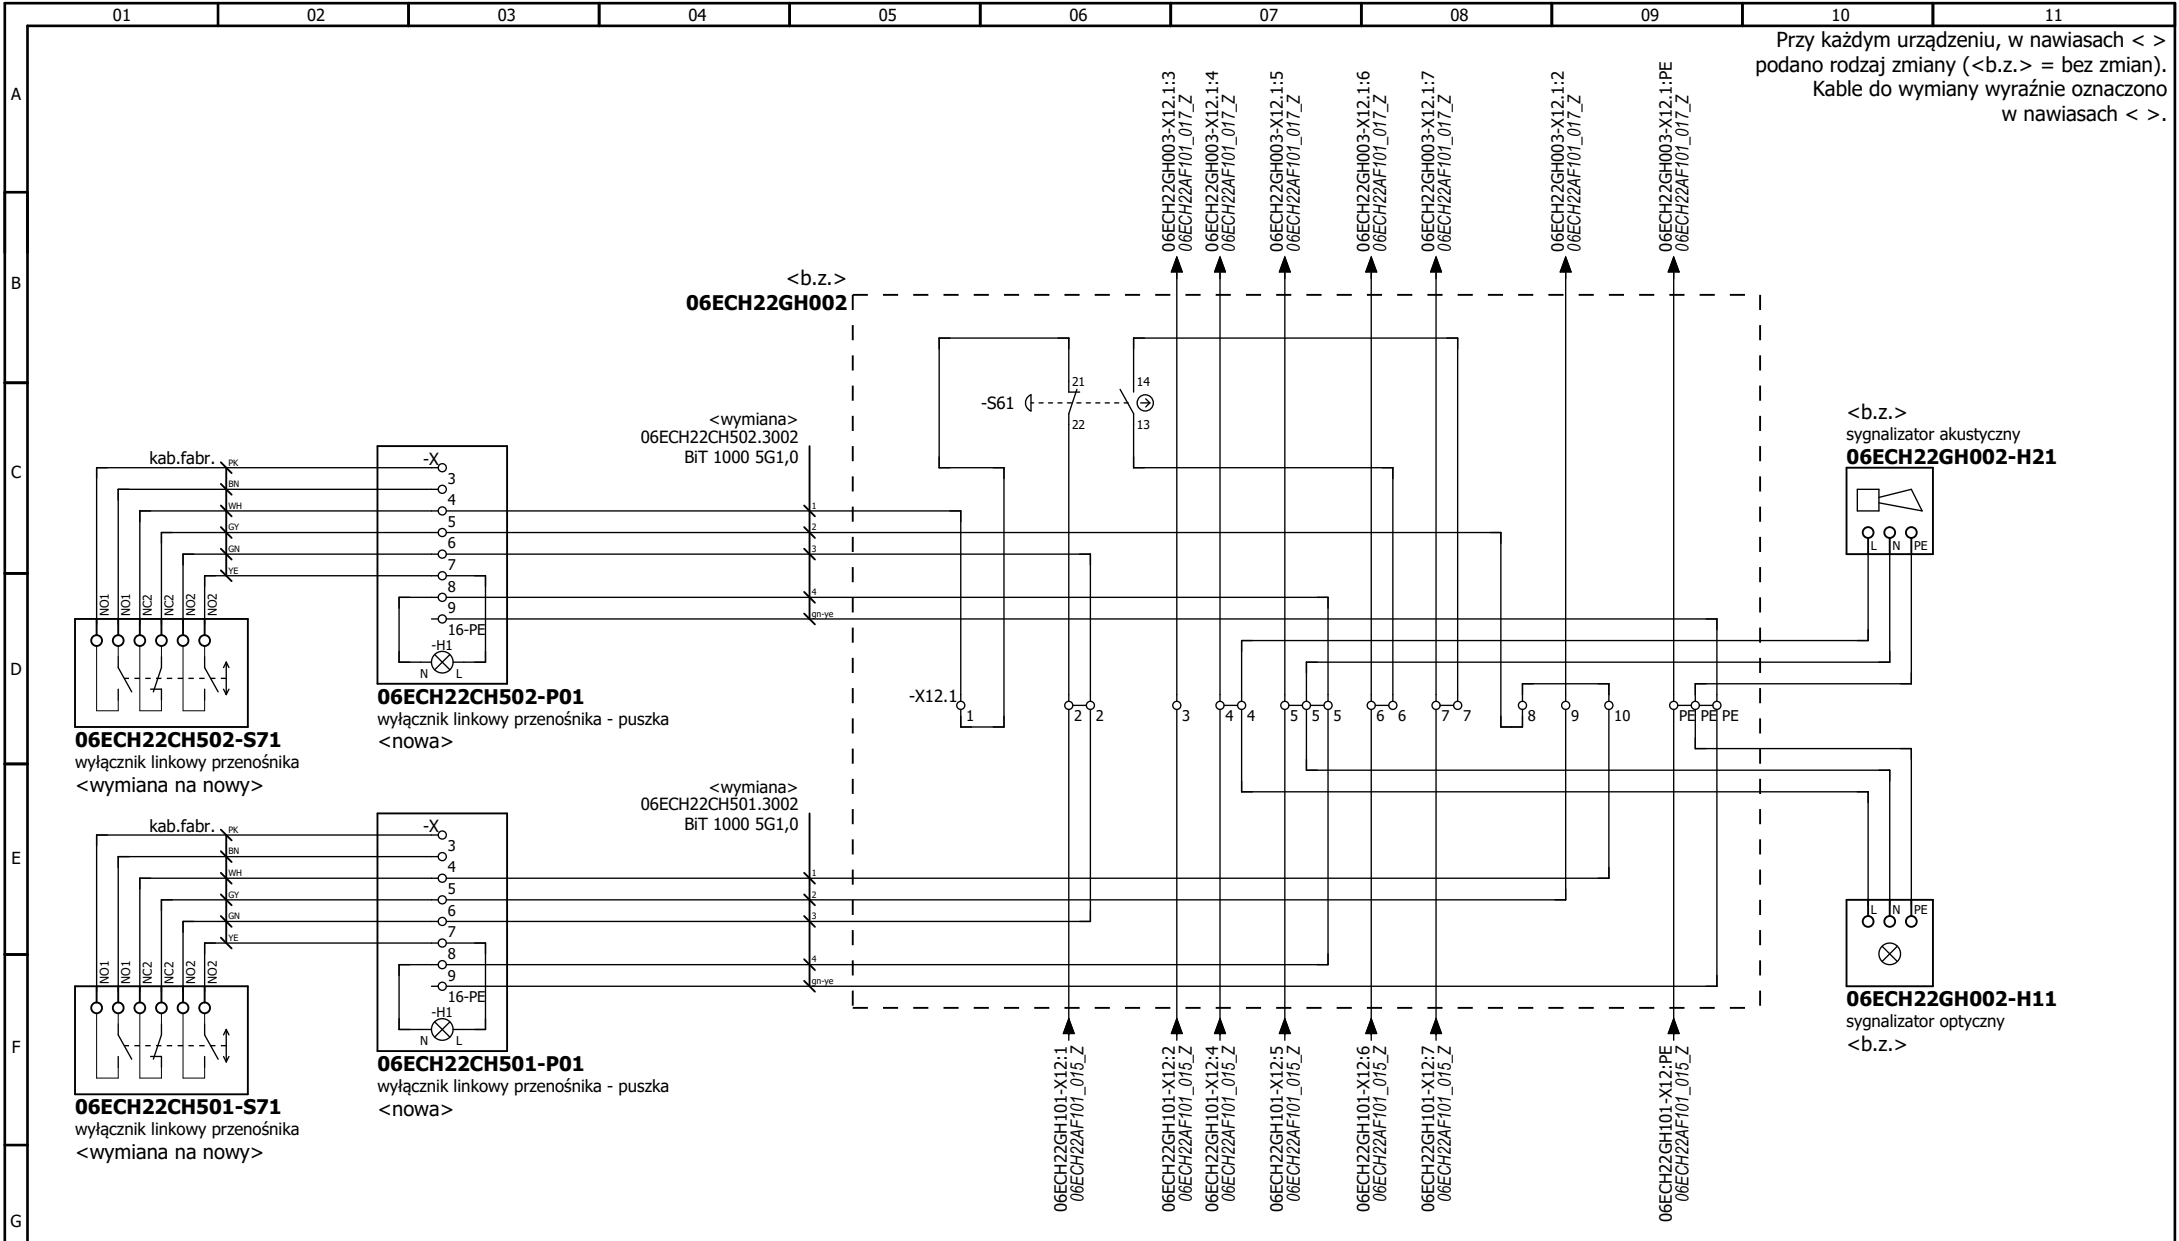 01 02 03 04 05 06 07 08 09 10 11
Przy każdym urządzeniu, w nawiasach < >
podano rodzaj zmiany (<b.z.> = bez zmian).
Kable do wymiany wyraźnie oznaczono
w nawiasach < >.
A
B
C
D
E
F
G
06ECH22GH003-X12.1:3
06ECH22AF101_017_Z
06ECH22GH003-X12.1:4
06ECH22AF101_017_Z
06ECH22GH003-X12.1:5
06ECH22AF101_017_Z
06ECH22GH003-X12.1:6
06ECH22AF101_017_Z
06ECH22GH003-X12.1:7
06ECH22AF101_017_Z
06ECH22GH003-X12.1:2
06ECH22AF101_017_Z
06ECH22GH003-X12.1:PE
06ECH22AF101_017_Z
<b.z.>
06ECH22GH002
21
14
-S61
22
13
<wymiana>
06ECH22CH502.3002
BiT 1000 5G1,0
1
2
3
4
gn-ye
<b.z.>
sygnalizator akustyczny
06ECH22GH002-H21
L N PE
kab.fabr.
PK
BN
WH
GY
GN
YE
-X
3
4
5
6
7
8
9
16-PE
-H1
N L
NO1 NO1 NC2 NC2 NO2 NO2
06ECH22CH502-P01
wyłącznik linkowy przenośnika - puszka
<nowa>
06ECH22CH502-S71
wyłącznik linkowy przenośnika
<wymiana na nowy>
-X12.1
1 2 2 3 4 4 5 5 5 6 6 7 7 8 9 10 PE PE PE
<wymiana>
06ECH22CH501.3002
BiT 1000 5G1,0
1
2
3
4
gn-ye
kab.fabr.
PK
BN
WH
GY
GN
YE
-X
3
4
5
6
7
8
9
16-PE
-H1
N L
NO1 NO1 NC2 NC2 NO2 NO2
06ECH22CH501-P01
wyłącznik linkowy przenośnika - puszka
<nowa>
06ECH22CH501-S71
wyłącznik linkowy przenośnika
<wymiana na nowy>
L N PE
06ECH22GH002-H11
sygnalizator optyczny
<b.z.>
06ECH22GH101-X12:1
06ECH22AF101_015_Z
06ECH22GH101-X12:2
06ECH22AF101_015_Z
06ECH22GH101-X12:4
06ECH22AF101_015_Z
06ECH22GH101-X12:5
06ECH22AF101_015_Z
06ECH22GH101-X12:6
06ECH22AF101_015_Z
06ECH22GH101-X12:7
06ECH22AF101_015_Z
06ECH22GH101-X12:PE
06ECH22AF101_015_Z